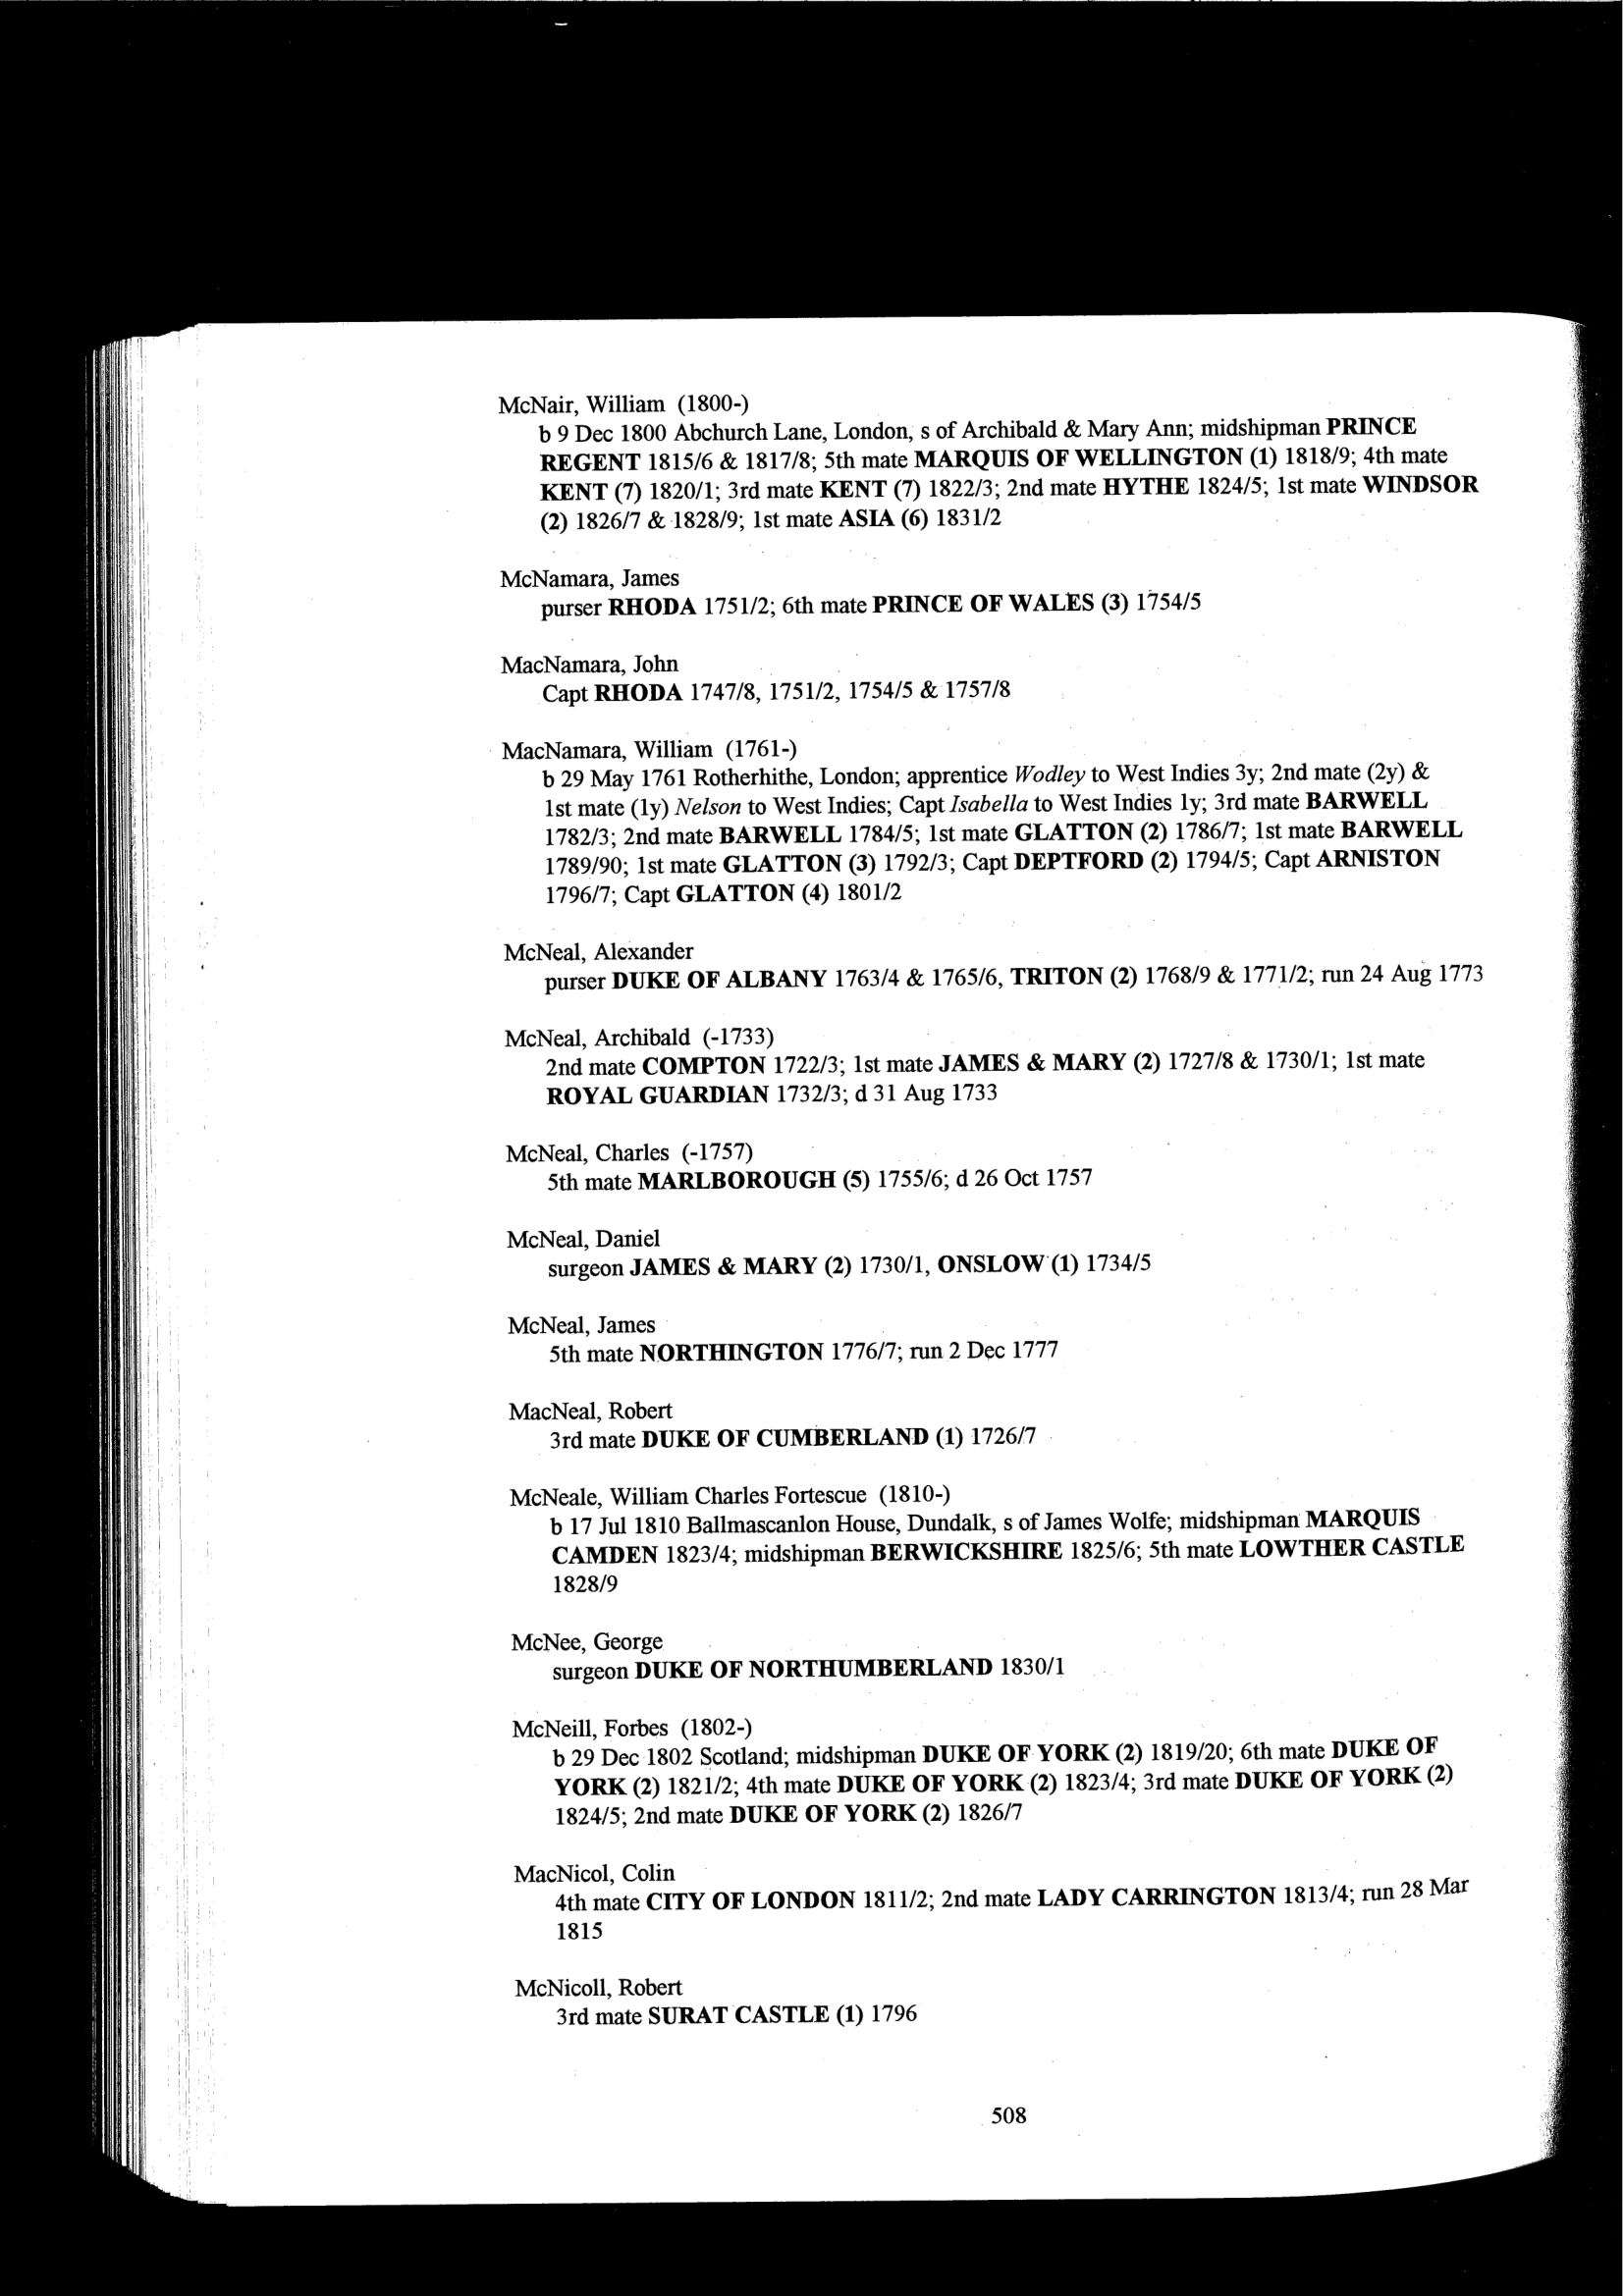 McNair, William (1800-)
b 9 Dec 1800 Abchurch Lane, London, s of Archibald & Mary Ann; midshipman PRINCE
REGENT 1815/6 & 1817/8; 5th mate MARQUIS OF WELLINGTON (1) 1818/9; 4th mate
KENT (7) 1820/1; 3rd mate KENT (7) 1822/3; 2nd mate HYTHE 1824/5; 1st mate WINDSOR
(2) 1826/7 & 1828/9; 1st mate ASIA (6) 1831/2
McNamara, James
purser RHODA 1751/2; 6th mate PRINCE OF WALES (3) 1754/5
MacNamara, John
Capt RHODA 1747/8, 1751/2, 1754/5 & 1757/8
MacNamara, William (1761-)
b 29 May 1761 Rotherhithe, London; apprentice Wodley to West Indies 3y; 2nd mate (2y) &
1st mate (1y) Nelson to West Indies; Capt Isabella to West Indies 1y; 3rd mate BARWELL
1782/3; 2nd mate BARWELL 1784/5; 1st mate GLATTON (2) 1786/7; 1st mate BARWELL
1789/90; 1st mate GLATTON (3) 1792/3; Capt DEPTFORD (2) 1794/5; Capt ARNISTON
1796/7; Capt GLATTON (4) 1801/2
McNeal, Alexander
purser DUKE OF ALBANY 1763/4 & 1765/6, TRITON (2) 1768/9 & 1771/2; run 24 Aug 1773
McNeal, Archibald (-1733)
2nd mate COMPTON 1722/3; 1st mate JAMES & MARY (2) 1727/8 & 1730/1; 1st mate
ROYAL GUARDIAN 1732/3; d 31 Aug 1733
McNeal, Charles (-1757)
5th mate MARLBOROUGH (5) 1755/6; d 26 Oct 1757
McNeal, Daniel
surgeon JAMES & MARY (2) 1730/1, ONSLOW (1) 1734/5
McNeal, James
5th mate NORTHINGTON 1776/7; run 2 Dec 1777
MacNeal, Robert
3rd mate DUKE OF CUMBERLAND (1) 1726/7
McNeale, William Charles Fortescue (1810-)
b 17 Jul 1810 Ballmascanlon House, Dundalk, s of James Wolfe; midshipman MARQUIS
CAMDEN 1823/4; midshipman BERWICKSHIRE 1825/6; 5th mate LOWTHER CASTLE
1828/9
McNee, George
surgeon DUKE OF NORTHUMBERLAND 1830/1
McNeill, Forbes (1802-)
b 29 Dec 1802 Scotland; midshipman DUKE OF YORK (2) 1819/20; 6th mate DUKE OF
YORK (2) 1821/2; 4th mate DUKE OF YORK (2) 1823/4; 3rd mate DUKE OF YORK (2)
1824/5; 2nd mate DUKE OF YORK (2) 1826/7
MacNicol, Colin
4th mate CITY OF LONDON 1811/2; 2nd mate LADY CARRINGTON 1813/4; run 28 Mar
1815
McNicoll, Robert
3rd mate SURAT CASTLE (1) 1796
508